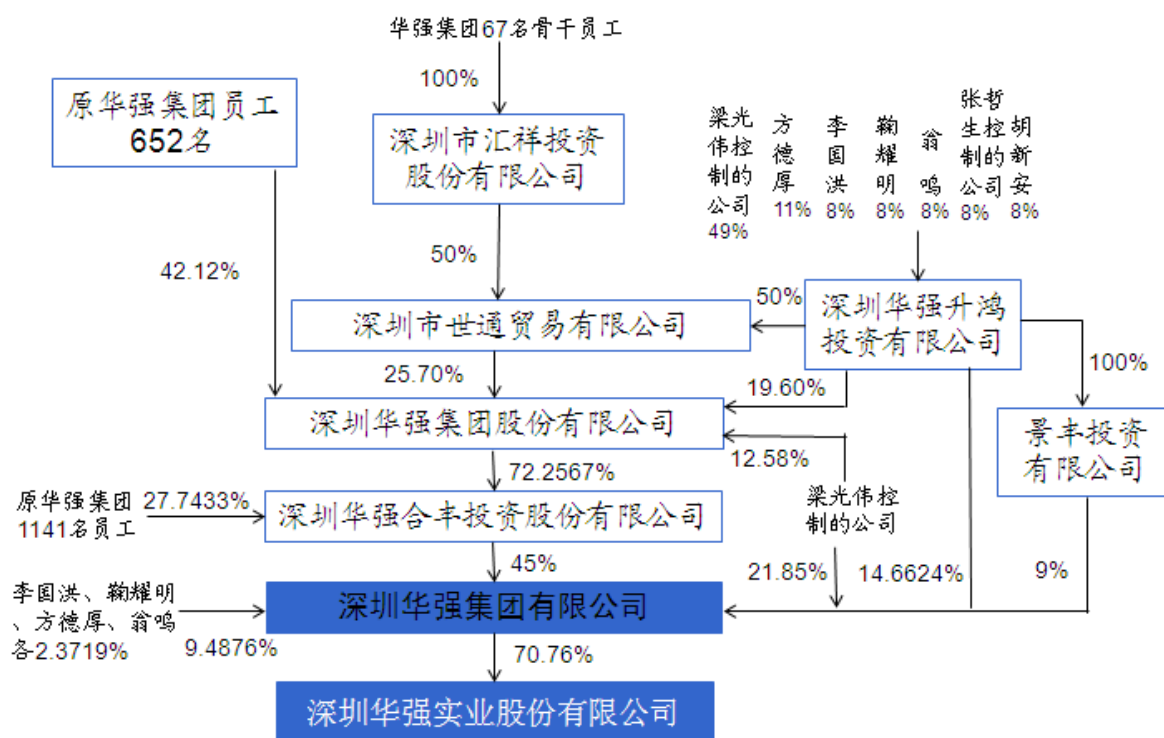 华强集团67名骨干员工
100%
原华强集团员工
652名
深圳市汇祥投资
股份有限公司
梁光
伟控
制的
公司
49%
方
德
厚
11%
李
国
洪
8%
鞠
耀
明
8%
翁
鸣
8%
张哲
生控
制的
公司
8%
胡
新
安
8%
42.12%
50%
50%
深圳市世通贸易有限公司
深圳华强升鸿
投资有限公司
25.70%
19.60%
100%
深圳华强集团股份有限公司
12.58%
景丰投资
有限公司
72.2567%
原华强集团
1141名员工
27.7433%
深圳华强合丰投资股份有限公司
梁光伟控
制的公司
45%
21.85%
14.6624%
9%
李国洪、鞠耀明
、方德厚、翁鸣
各2.3719%
9.4876%
深圳华强集团有限公司
70.76%
深圳华强实业股份有限公司